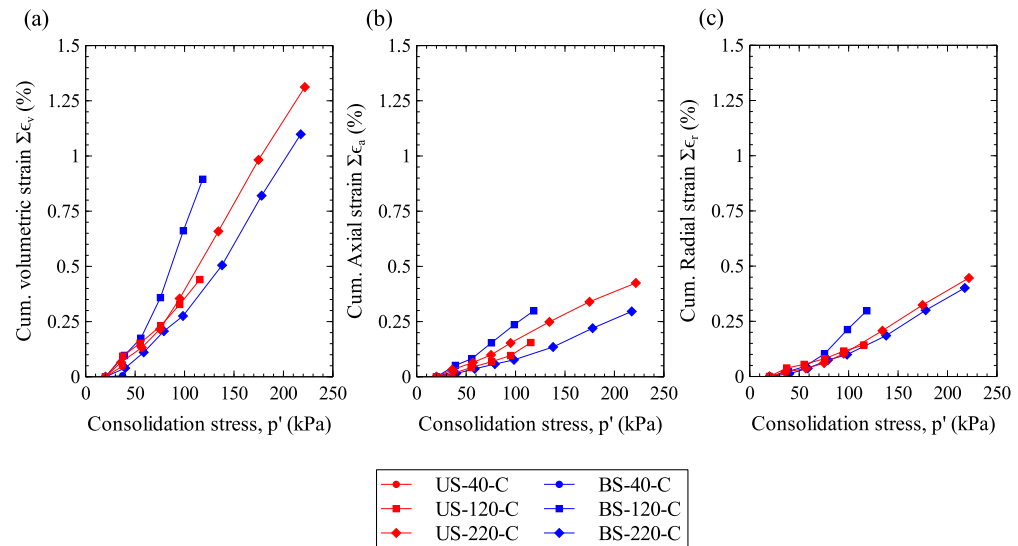 (a)
(b)
(c)
1.5
1.25
1
0.75
0.5
0.25
0
0 50 100 150 200 250
Cum. volumetric strain Σϵv (%)
Consolidation stress, p' (kPa)
1.5
1.25
1
0.75
0.5
0.25
0
0 50 100 150 200 250
Cum. Axial strain Σϵa (%)
Consolidation stress, p' (kPa)
1.5
1.25
1
0.75
0.5
0.25
0
0 50 100 150 200 250
Cum. Radial strain Σϵr (%)
Consolidation stress, p' (kPa)
US-40-C BS-40-C
US-120-C BS-120-C
US-220-C BS-220-C